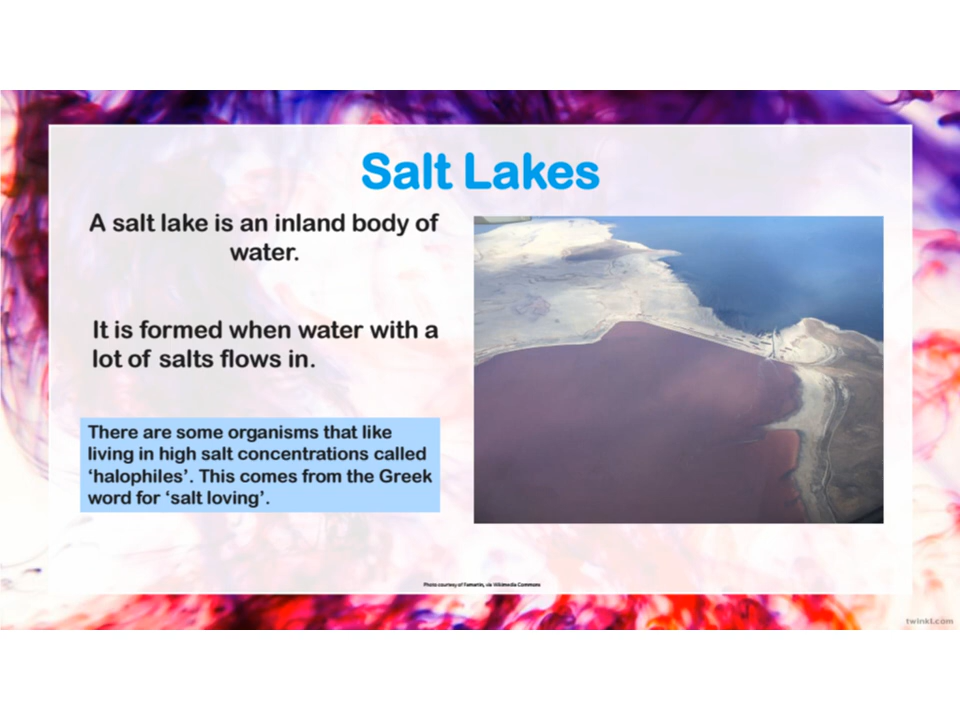 Salt Lakes
A salt lake is an inland body of
water.
It is formed when water with a
lot of salts flows in.
There are some organisms that like
living in high salt concentrations called
‘halophiles’. This comes from the Greek
word for ‘salt loving’.
Photo courtesy of Tamurtin, via Wikimedia Commons
twinkl.com